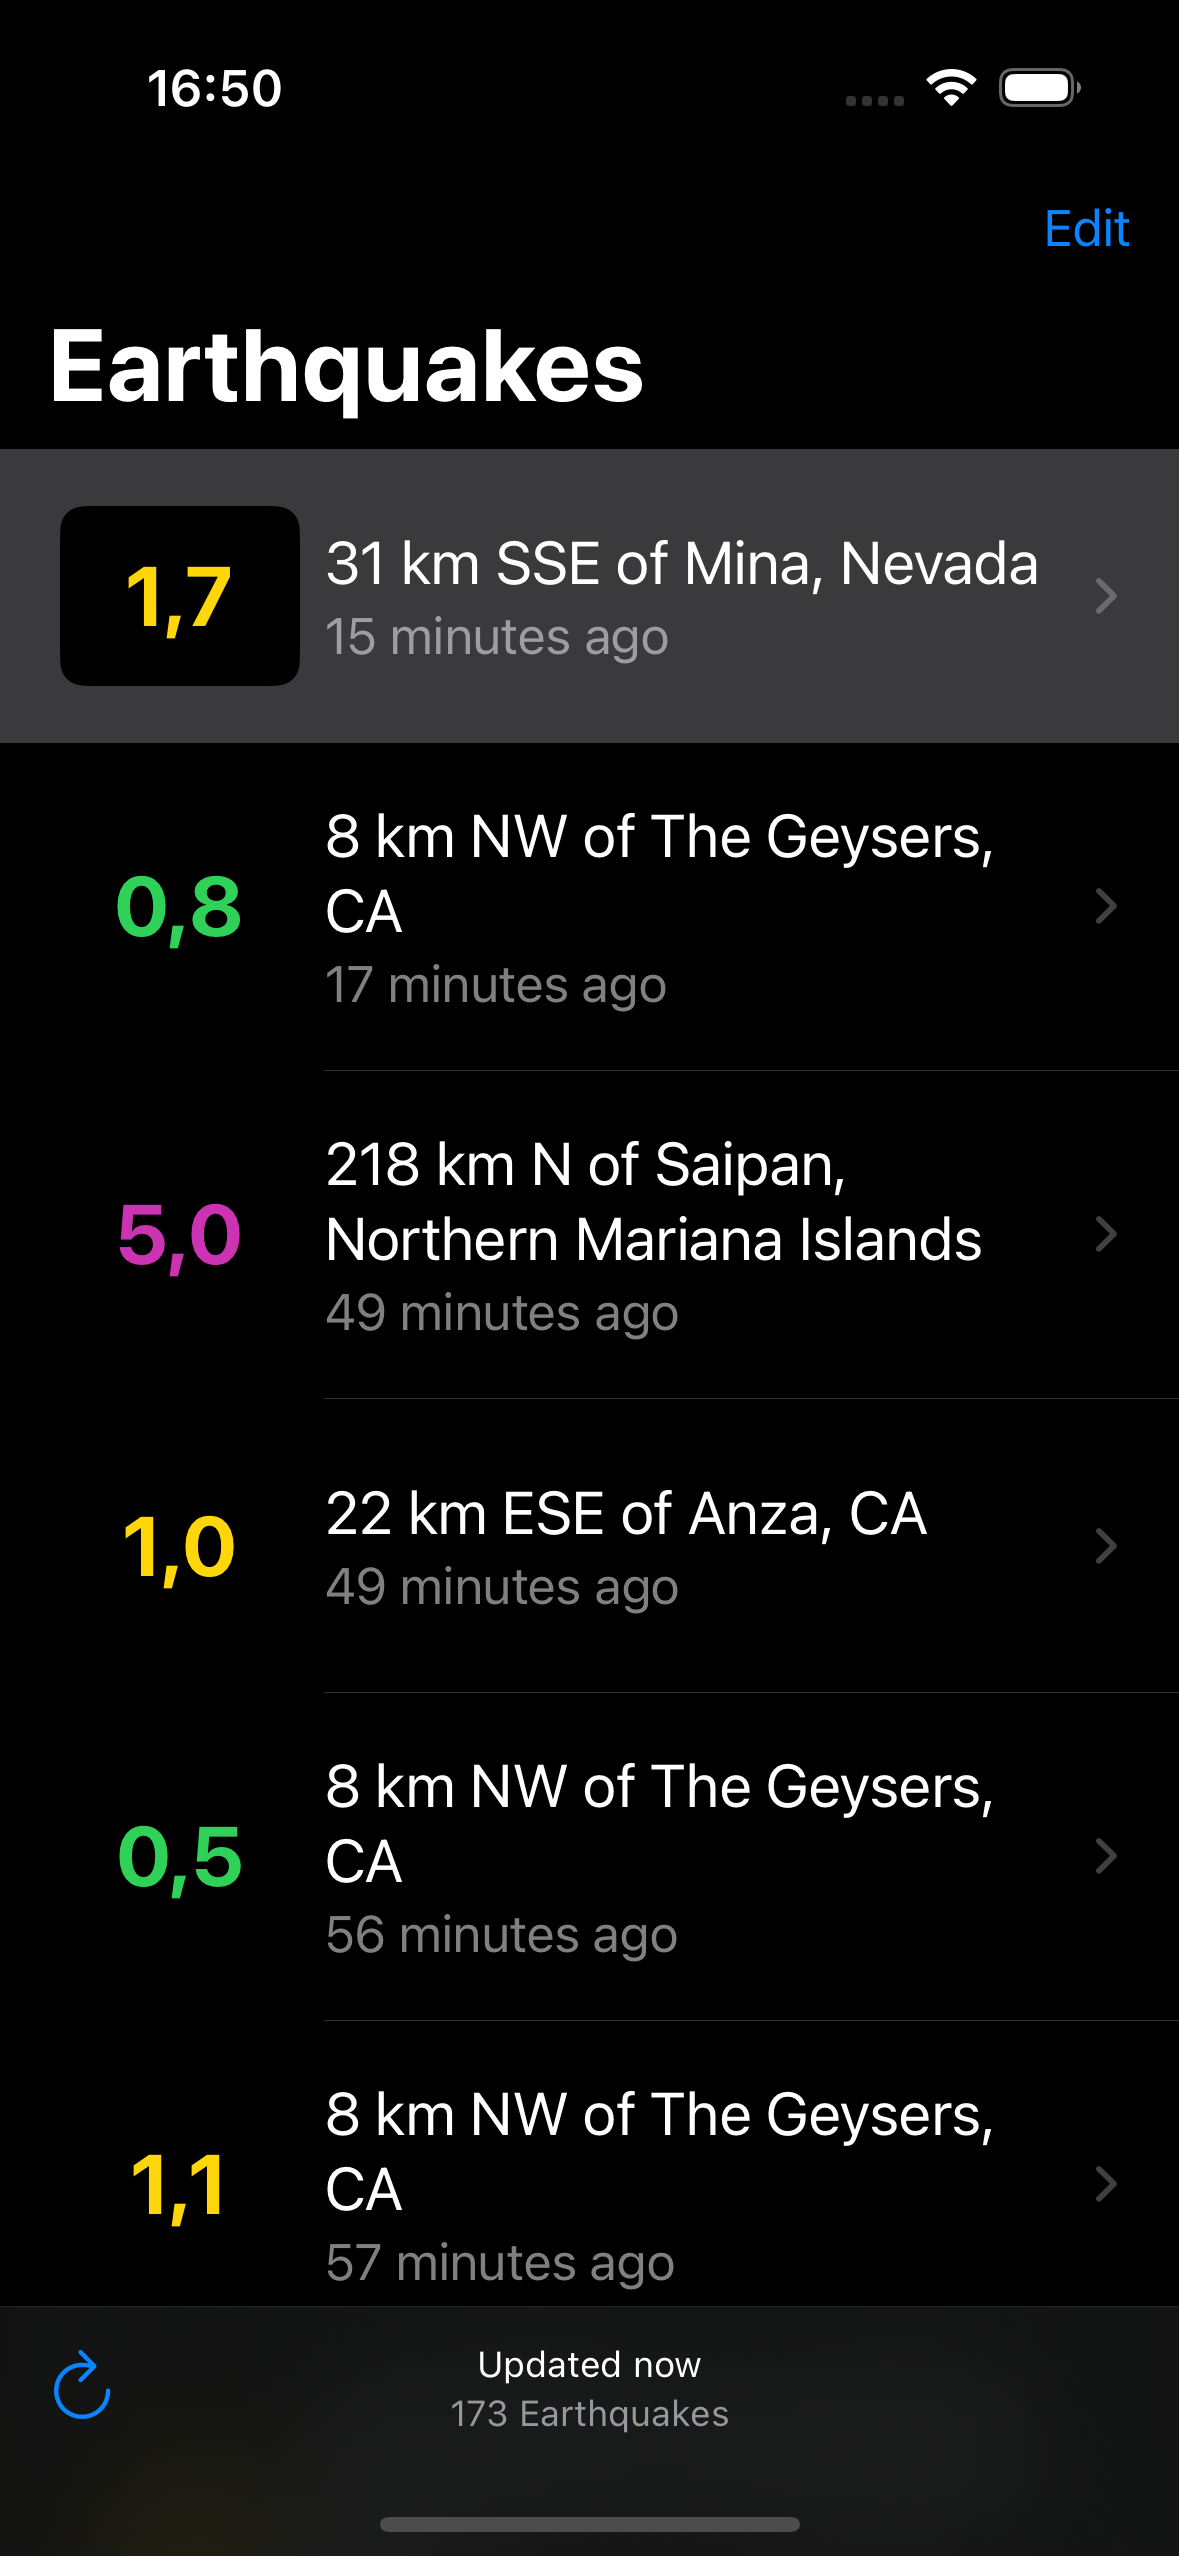 16:50
Edit
Earthquakes
1,7
31 km SSE of Mina, Nevada
15 minutes ago
0,8
8 km NW of The Geysers,
CA
17 minutes ago
5,0
218 km N of Saipan,
Northern Mariana Islands
49 minutes ago
1,0
22 km ESE of Anza, CA
49 minutes ago
0,5
8 km NW of The Geysers,
CA
56 minutes ago
1,1
8 km NW of The Geysers,
CA
57 minutes ago
Updated now
173 Earthquakes